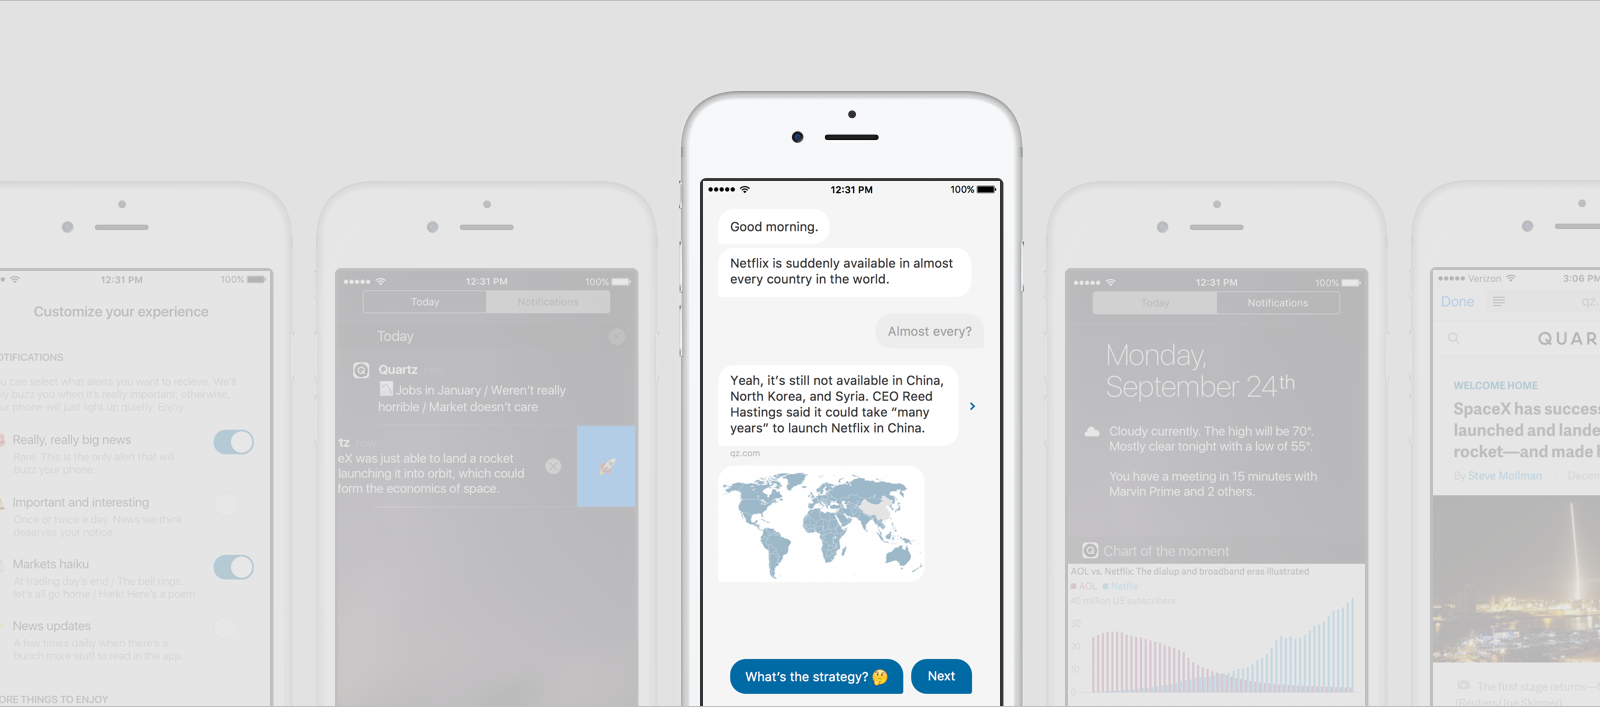 12:31 PM
100%
Customize your experience
You can select what alerts you want to recieve. We'll
buzz you when it's really important; otherwise,
your phone will just light up quietly. Enjoy
Really, really big news
Rare. This is the only alert that will
buzz your phone.
Important and interesting
Once or twice a day. News we think
deserves your notice
Markets haiku
At trading day's end / The bell rings,
let's all go home / Hark! Here's a poem
News updates
A few times dailiy when there's a
bunch more stuff to read in the app
ORE THINGS TO ENJOY
12:31 PM
100%
Today
Notifications
Today
Quartz now
Jobs in January / Weren't really
horrible / Market doesn't care
tz now
eX was just able to land a rocket
launching it into orbit, which could
form the economics of space.
12:31 PM
100%
Good morning.
Netflix is suddenly available in almost
every country in the world.
Almost every?
Yeah, it's still not available in China,
North Korea, and Syria. CEO Reed
Hastings said it could take “many
years” to launch Netflix in China.
qz.com
What's the strategy? 🤔
Next
12:31 PM
100%
Today
Notifications
Monday,
September 24th
Cloudy currently. The high will be 70°.
Mostly clear tonight with a low of 55°.
You have a meeting in 15 minutes with
Marvin Prime and 2 others.
Chart of the moment
AOL vs. Netflix: The dialup and broadband eras illustrated
AOL Netflix
40 million US subscribers
30
20
10
0
Verizon
3:06 PM
Done
qz.
QUAR
WELCOME HOME
SpaceX has success
launched and lande
rocket—and made b
By Steve Mollman
Decem
The first stage returns—
(Reuters/Joe Skipper)